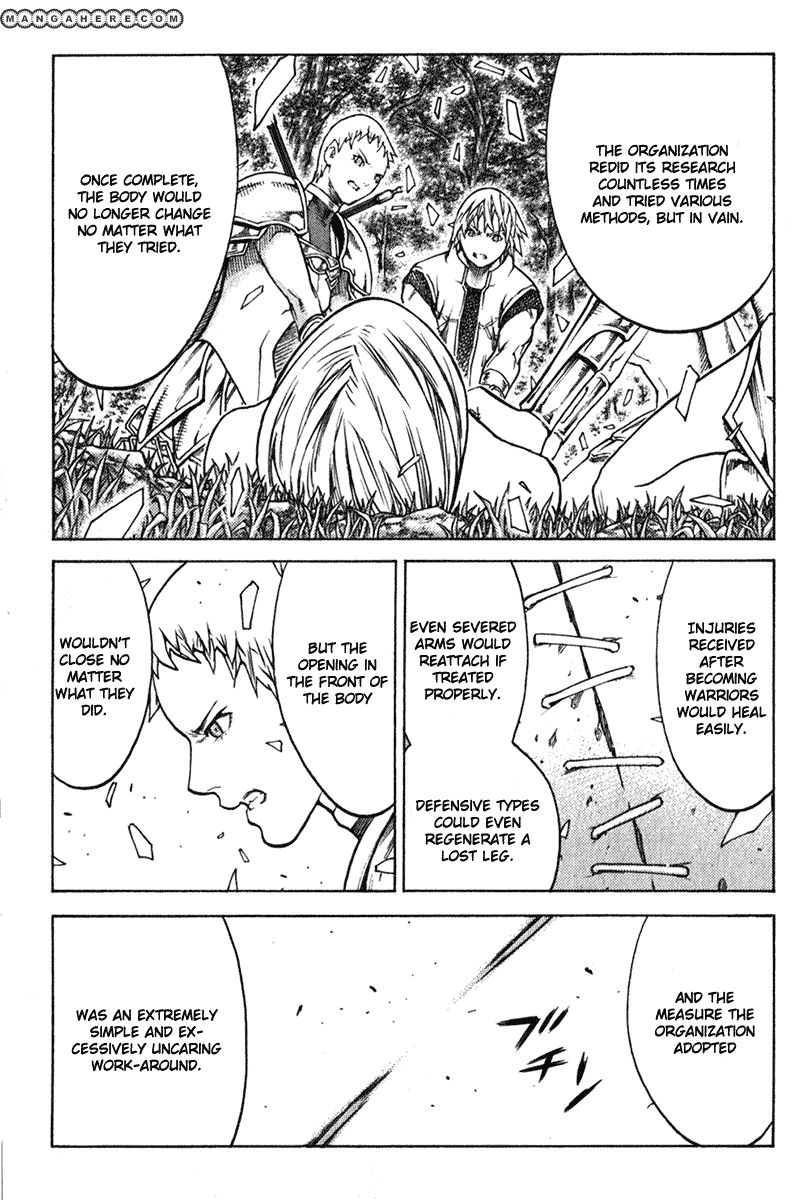 MANGAHERE.COM
THE ORGANIZATION
REDID ITS RESEARCH
COUNTLESS TIMES
AND TRIED VARIOUS
METHODS, BUT IN VAIN.
ONCE COMPLETE,
THE BODY WOULD
NO LONGER CHANGE
NO MATTER WHAT
THEY TRIED.
INJURIES
RECEIVED
AFTER
BECOMING
WARRIORS
WOULD HEAL
EASILY.
EVEN SEVERED
ARMS WOULD
REATTACH IF
TREATED
PROPERLY.
DEFENSIVE TYPES
COULD EVEN
REGENERATE A
LOST LEG.
BUT THE
OPENING IN
THE FRONT OF
THE BODY
WOULDN'T
CLOSE NO
MATTER
WHAT THEY
DID.
AND THE
MEASURE THE
ORGANIZATION
ADOPTED
ブチン
WAS AN EXTREMELY
SIMPLE AND EX-
CESSIVELY UNCARING
WORK-AROUND.